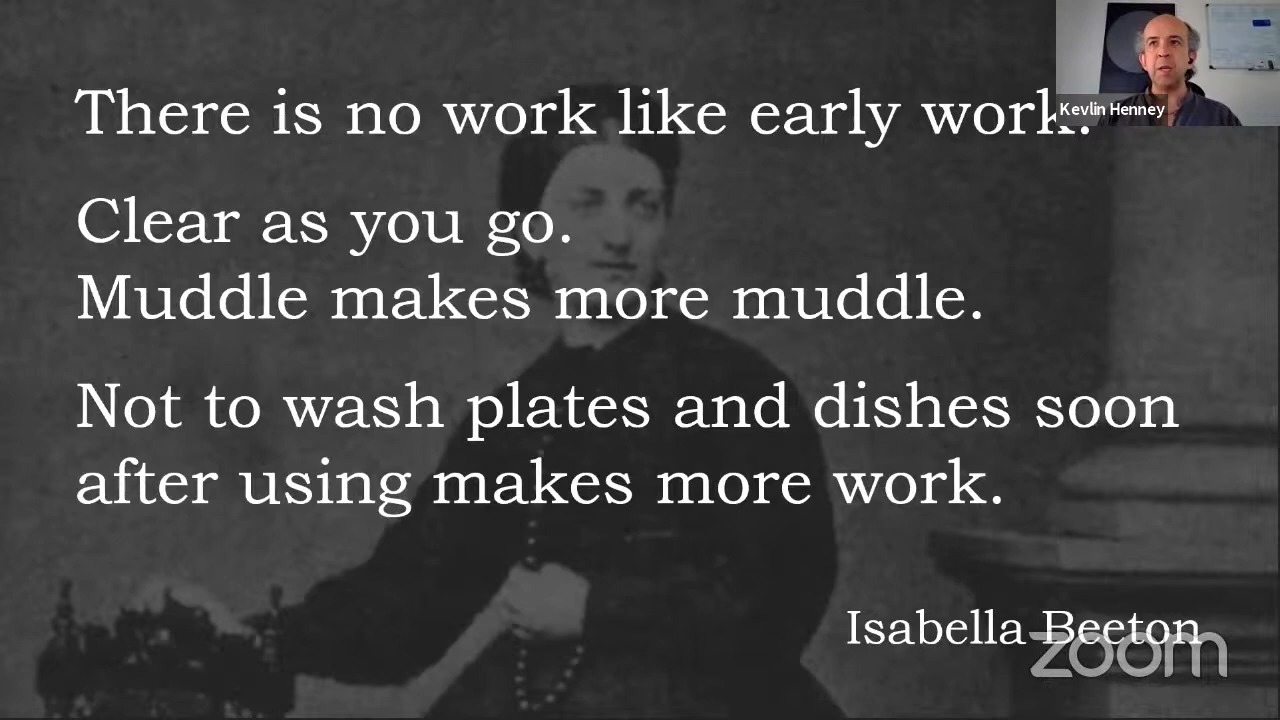 There is no work like early work.
Kevlin Henney
Clear as you go.
Muddle makes more muddle.
Not to wash plates and dishes soon
after using makes more work.
Isabella Beeton
zoom